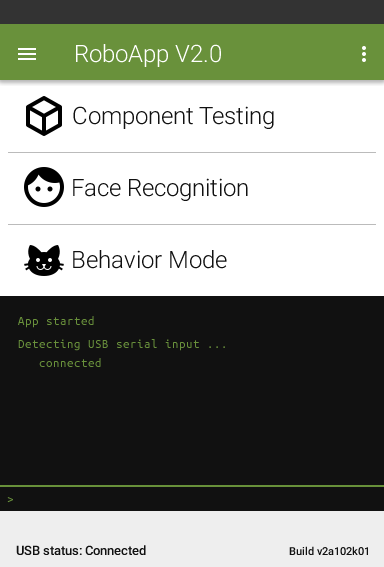 RoboApp V2.0
Component Testing
Face Recognition
Behavior Mode
App started
Detecting USB serial input ...
connected
>
USB status: Connected
Build v2a102k01